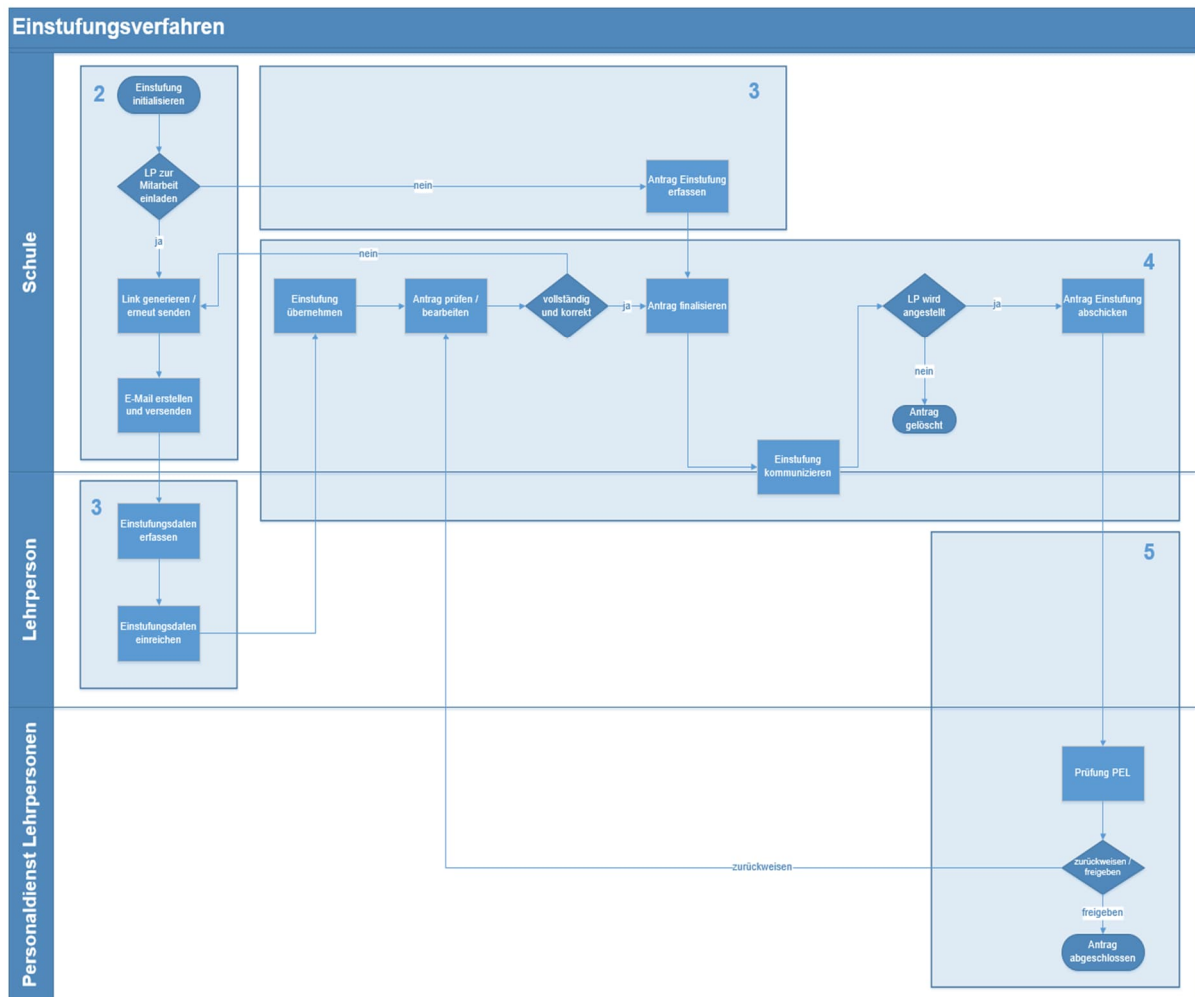 Einstufungsverfahren
Schule
2
Einstufung
initialisieren
LP zur
Mitarbeit
einladen
nein
ja
3
Antrag Einstufung
erfassen
4
nein
Link generieren /
erneut senden
Einstufung
übernehmen
Antrag prüfen /
bearbeiten
vollständig
und korrekt
ja
Antrag finalisieren
LP wird
angestellt
ja
Antrag Einstufung
abschicken
nein
Antrag
gelöscht
E-Mail erstellen
und versenden
Einstufung
kommunizieren
Lehrperson
3
Einstufungsdaten
erfassen
Einstufungsdaten
einreichen
5
Personaldienst Lehrpersonen
Prüfung PEL
zurückweisen /
freigeben
zurückweisen
freigeben
Antrag
abgeschlossen